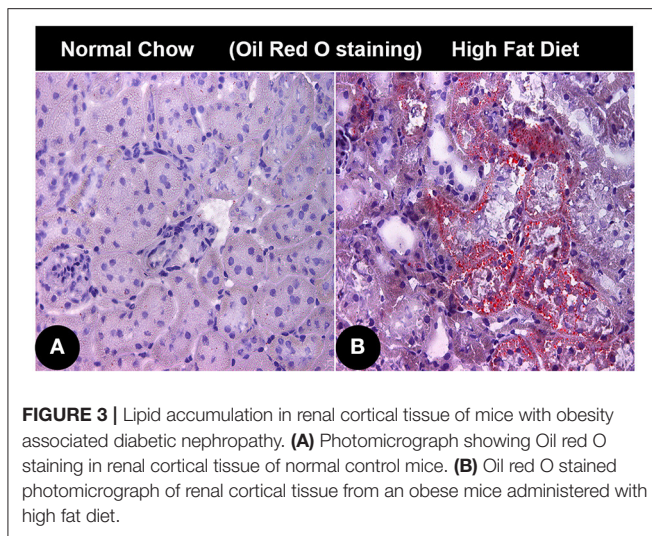 Normal Chow (Oil Red O staining) High Fat Diet
A B
FIGURE 3 | Lipid accumulation in renal cortical tissue of mice with obesity
associated diabetic nephropathy. (A) Photomicrograph showing Oil red O
staining in renal cortical tissue of normal control mice. (B) Oil red O stained
photomicrograph of renal cortical tissue from an obese mice administered with
high fat diet.